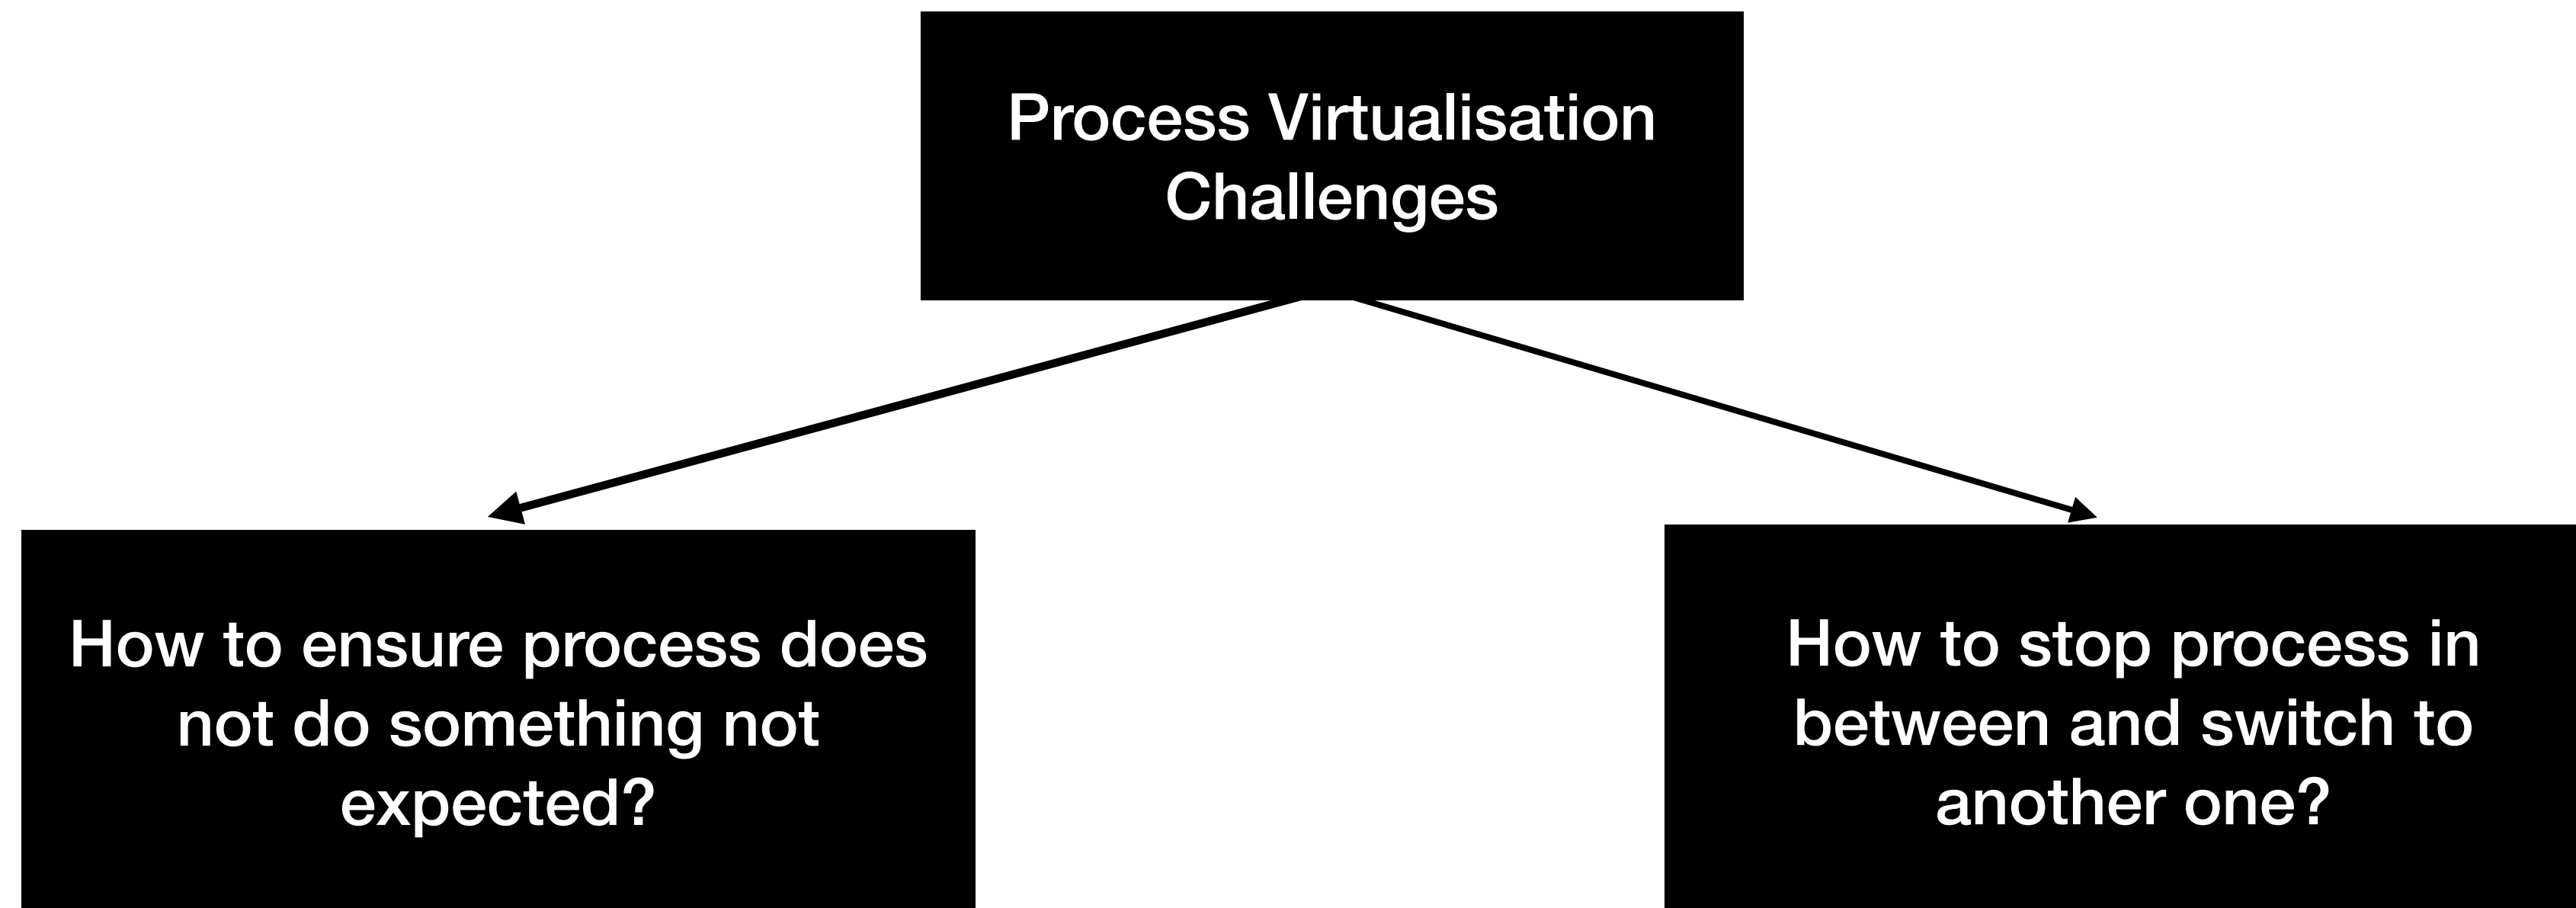 Process Virtualisation
Challenges
How to ensure process does
not do something not
expected?
How to stop process in
between and switch to
another one?